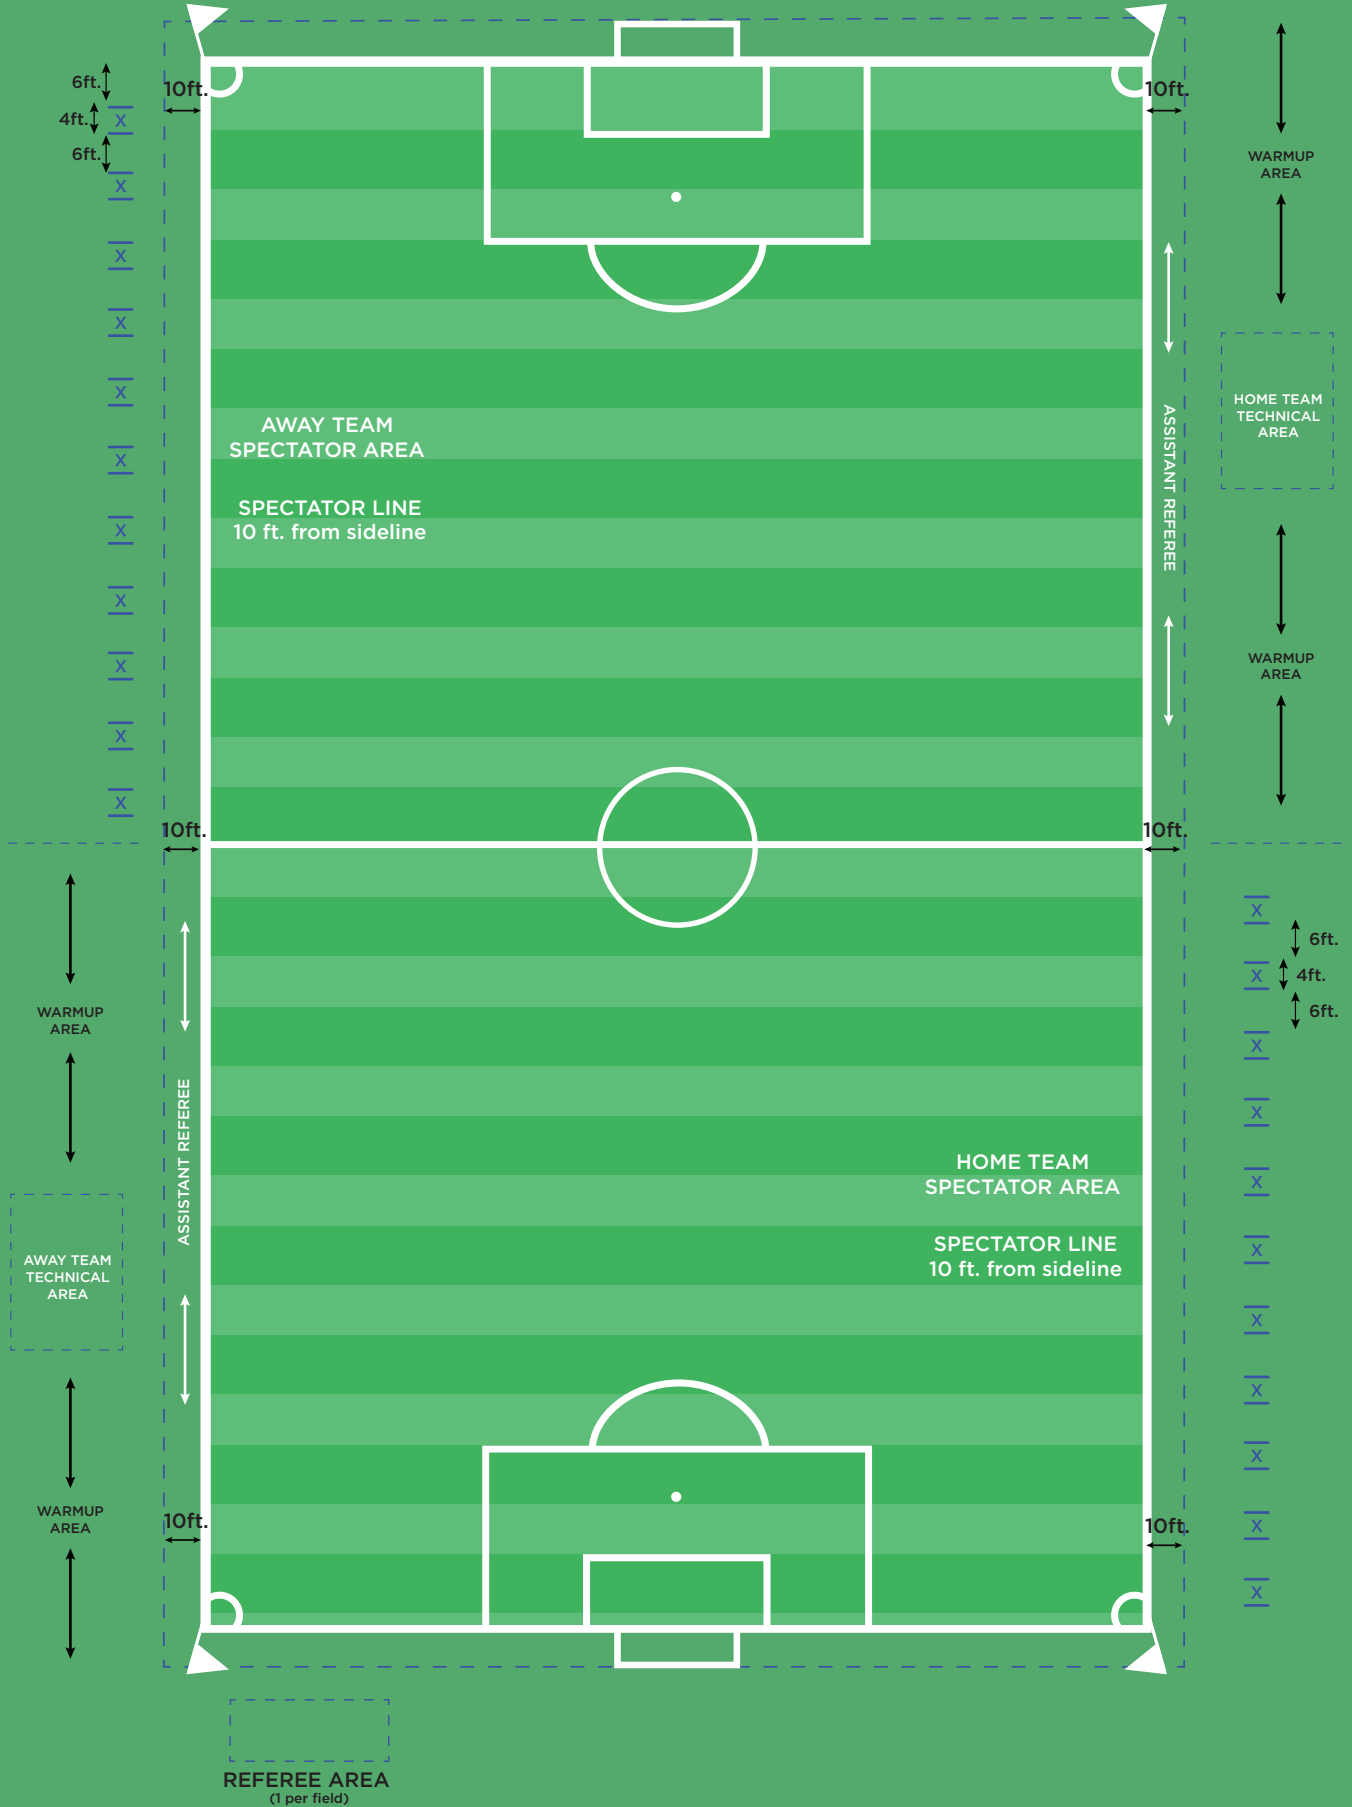 6ft.
10ft.
10ft.
4ft.
X
6ft.
WARMUP
AREA
X
X
X
X
HOME TEAM
TECHNICAL
AREA
AWAY TEAM
SPECTATOR AREA
X
ASSISTANT REFEREE
SPECTATOR LINE
10 ft. from sideline
X
X
X
WARMUP
AREA
X
X
10ft.
10ft.
X
6ft.
X
4ft.
WARMUP
AREA
6ft.
X
X
ASSISTANT REFEREE
HOME TEAM
SPECTATOR AREA
X
SPECTATOR LINE
10 ft. from sideline
X
AWAY TEAM
TECHNICAL
AREA
X
X
X
WARMUP
AREA
10ft.
10ft.
X
X
REFEREE AREA
(1 per field)